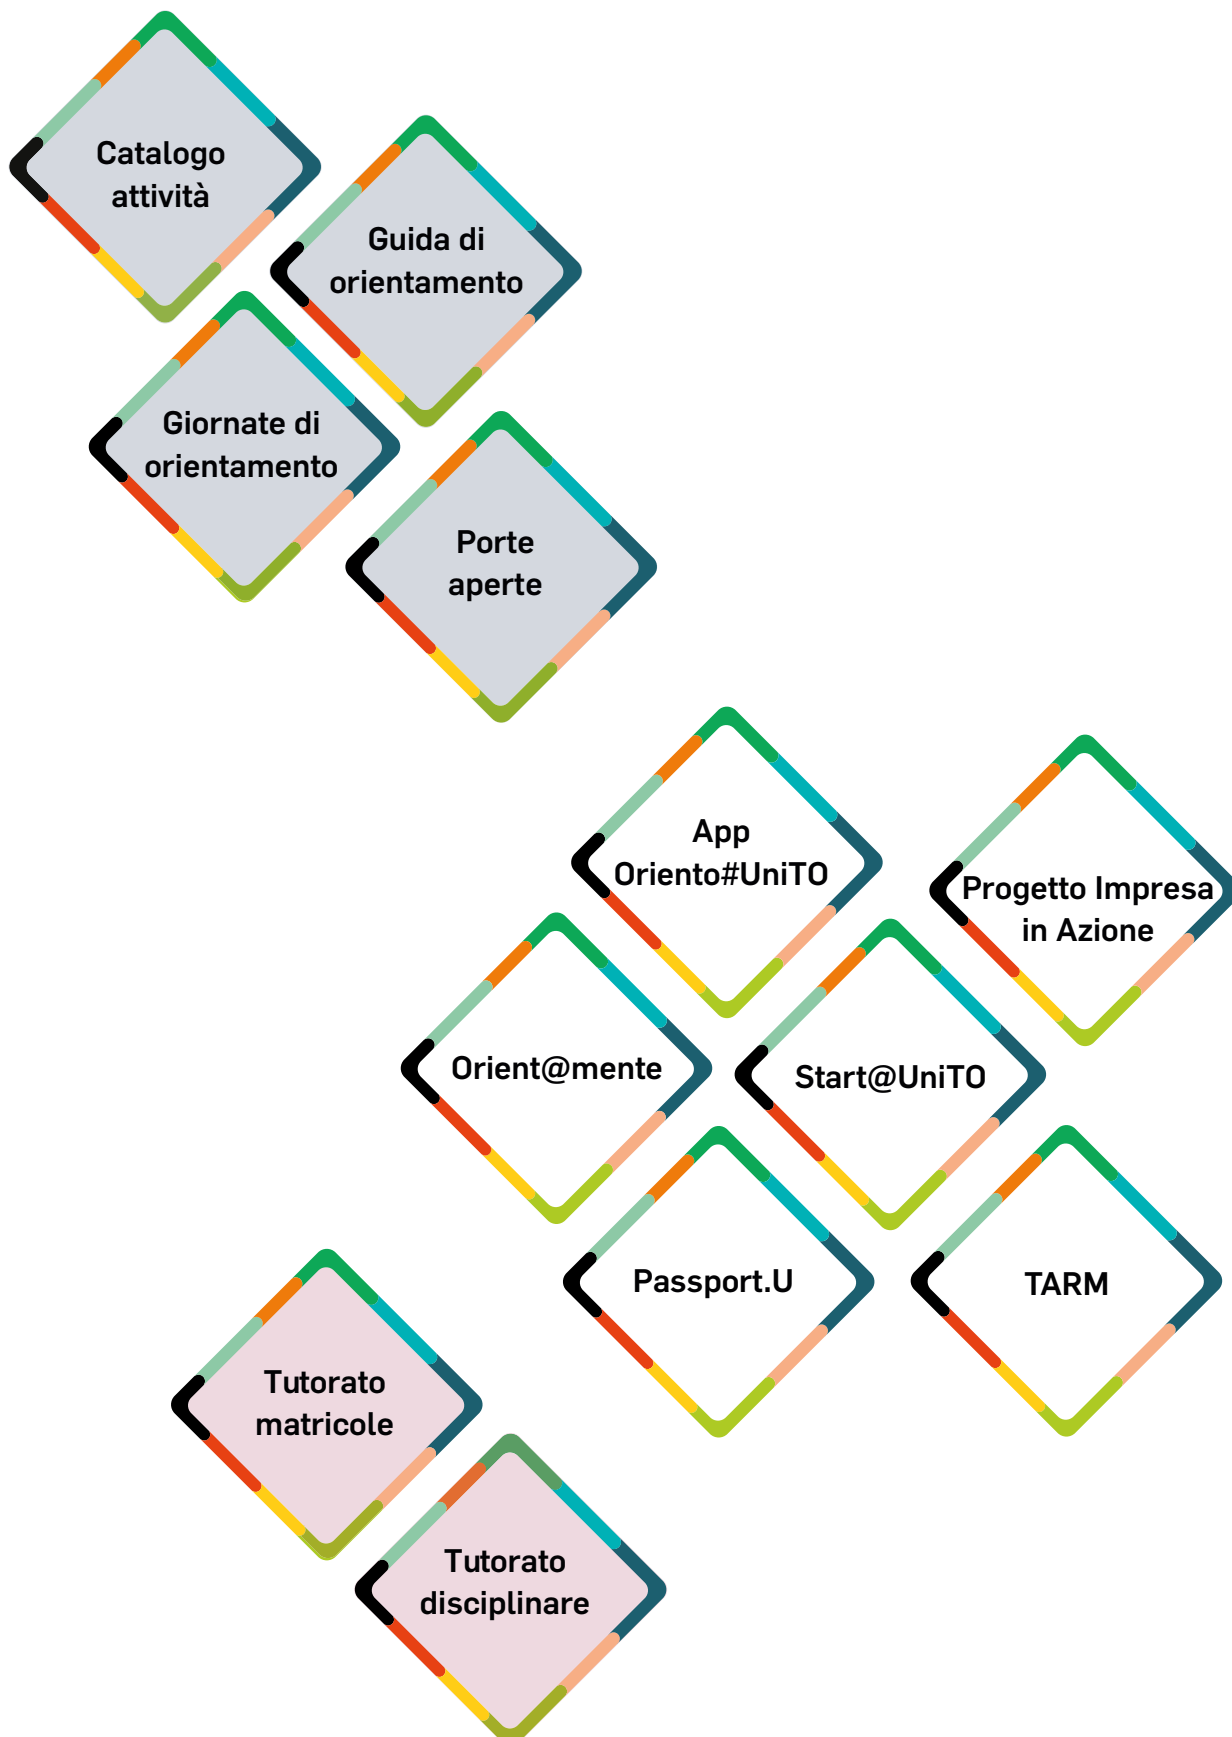 Catalogo
attività
Guida di
orientamento
Giornate di
orientamento
Porte
aperte
App
Oriento#UniTO
Progetto Impresa
in Azione
Orient@mente
Start@UniTO
Passport.U
TARM
Tutorato
matricole
Tutorato
disciplinare